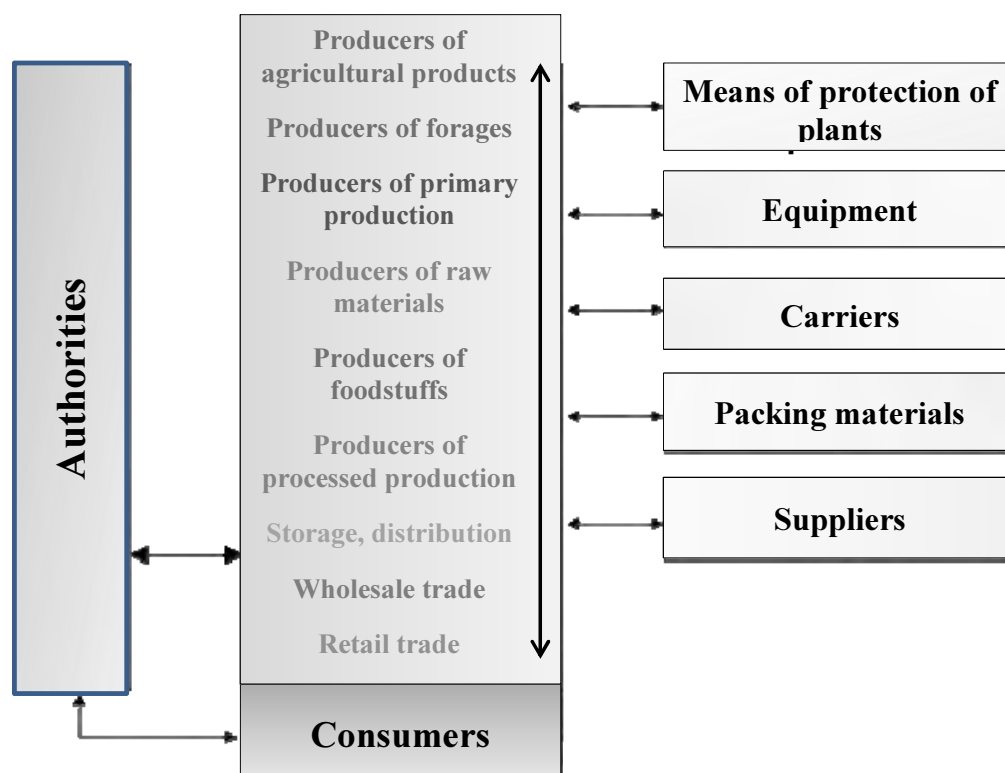 Authorities
Producers of
agricultural products
Producers of forages
Producers of primary
production
Producers of raw
materials
Producers of
foodstuffs
Producers of
processed production
Storage, distribution
Wholesale trade
Retail trade
Consumers
Means of protection of
plants
Equipment
Carriers
Packing materials
Suppliers